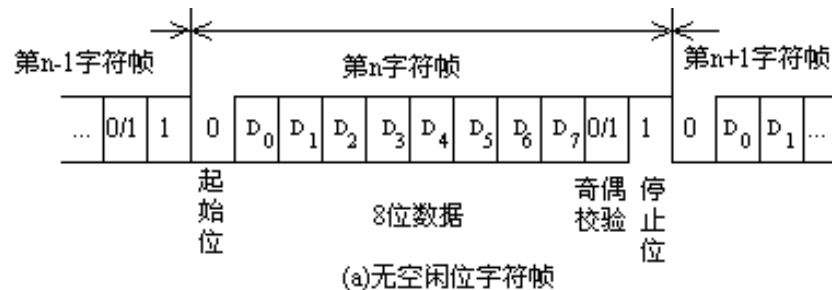 第n-1字符帧 第n字符帧 第n+1字符帧
... 0/1 1 0 D0 D1 D2 D3 D4 D5 D6 D7 0/1 1 0 D0 D1 ...
起始位 8位数据 奇偶校验 停止位
(a)无空闲位字符帧